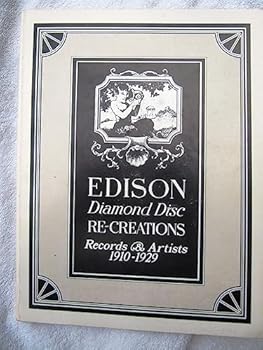 EDISON
Diamond Disc
RE-CREATIONS
Records & Artists
1910-1929